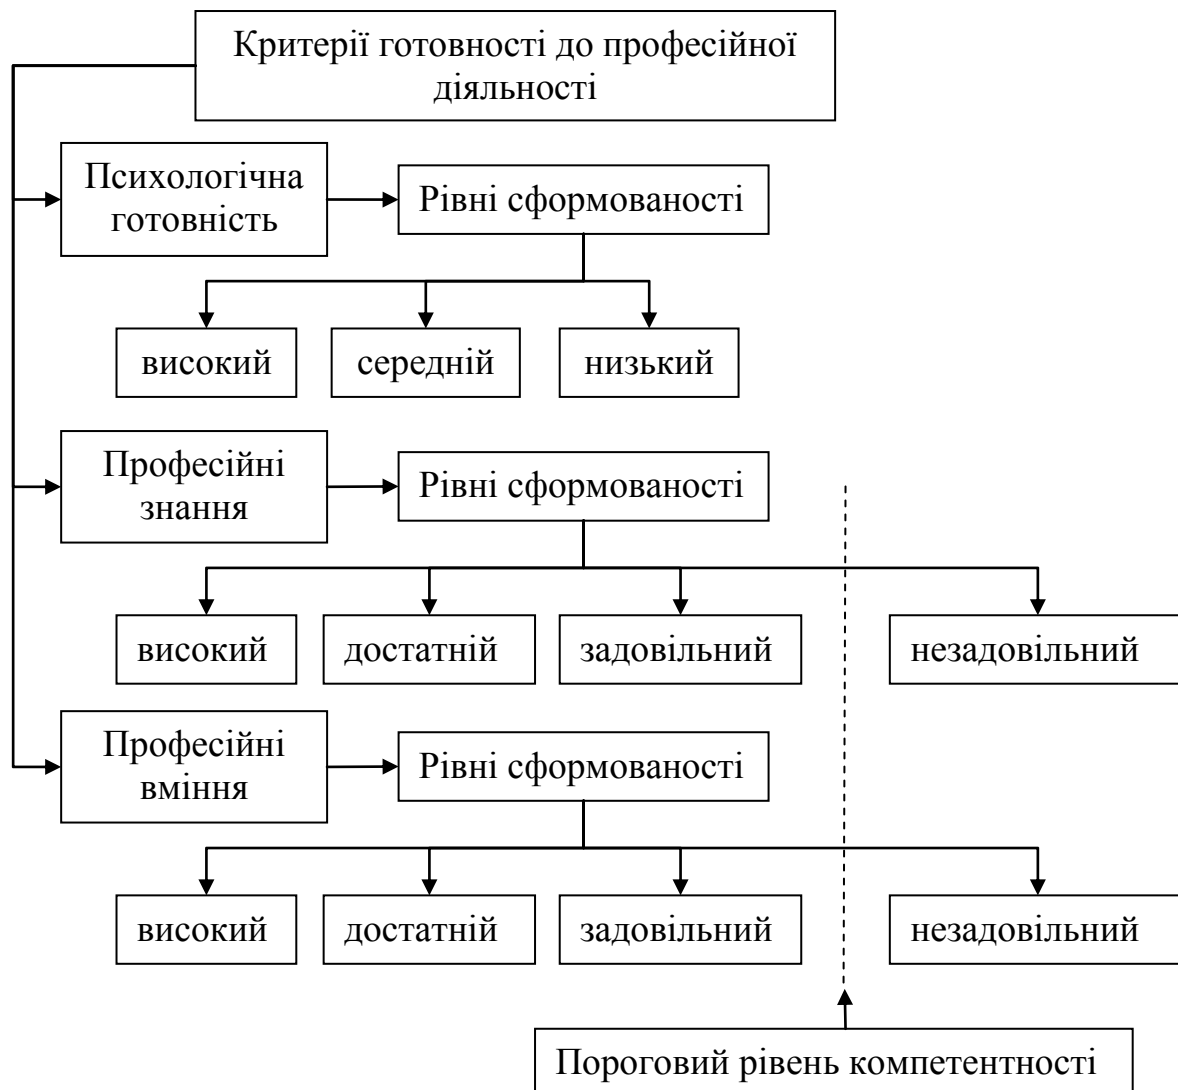 Критерії готовності до професійної
діяльності
Психологічна
готовність
Рівні сформованості
високий
середній
низький
Професійні
знання
Рівні сформованості
високий
достатній
задовільний
незадовільний
Професійні
вміння
Рівні сформованості
високий
достатній
задовільний
незадовільний
Пороговий рівень компетентності